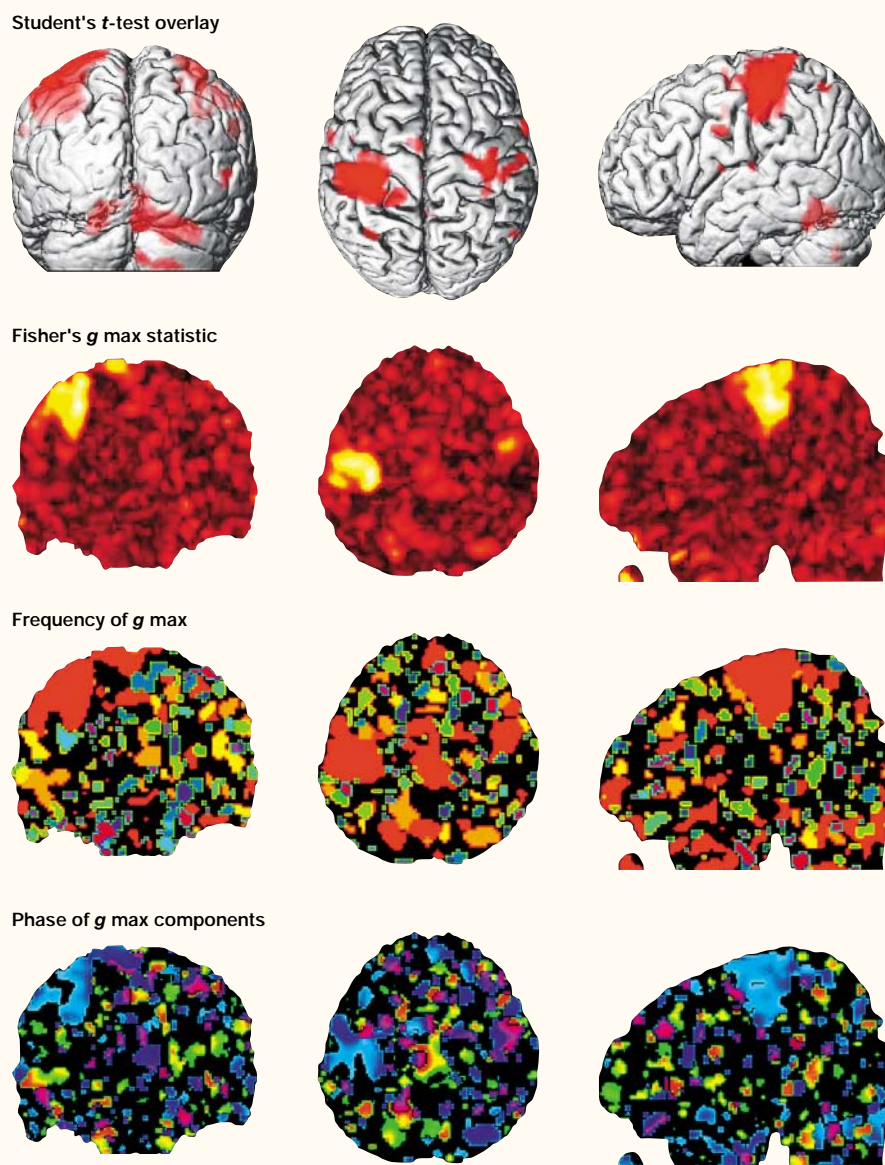 Student's t-test overlay
Fisher's g max statistic
Frequency of g max
Phase of g max components